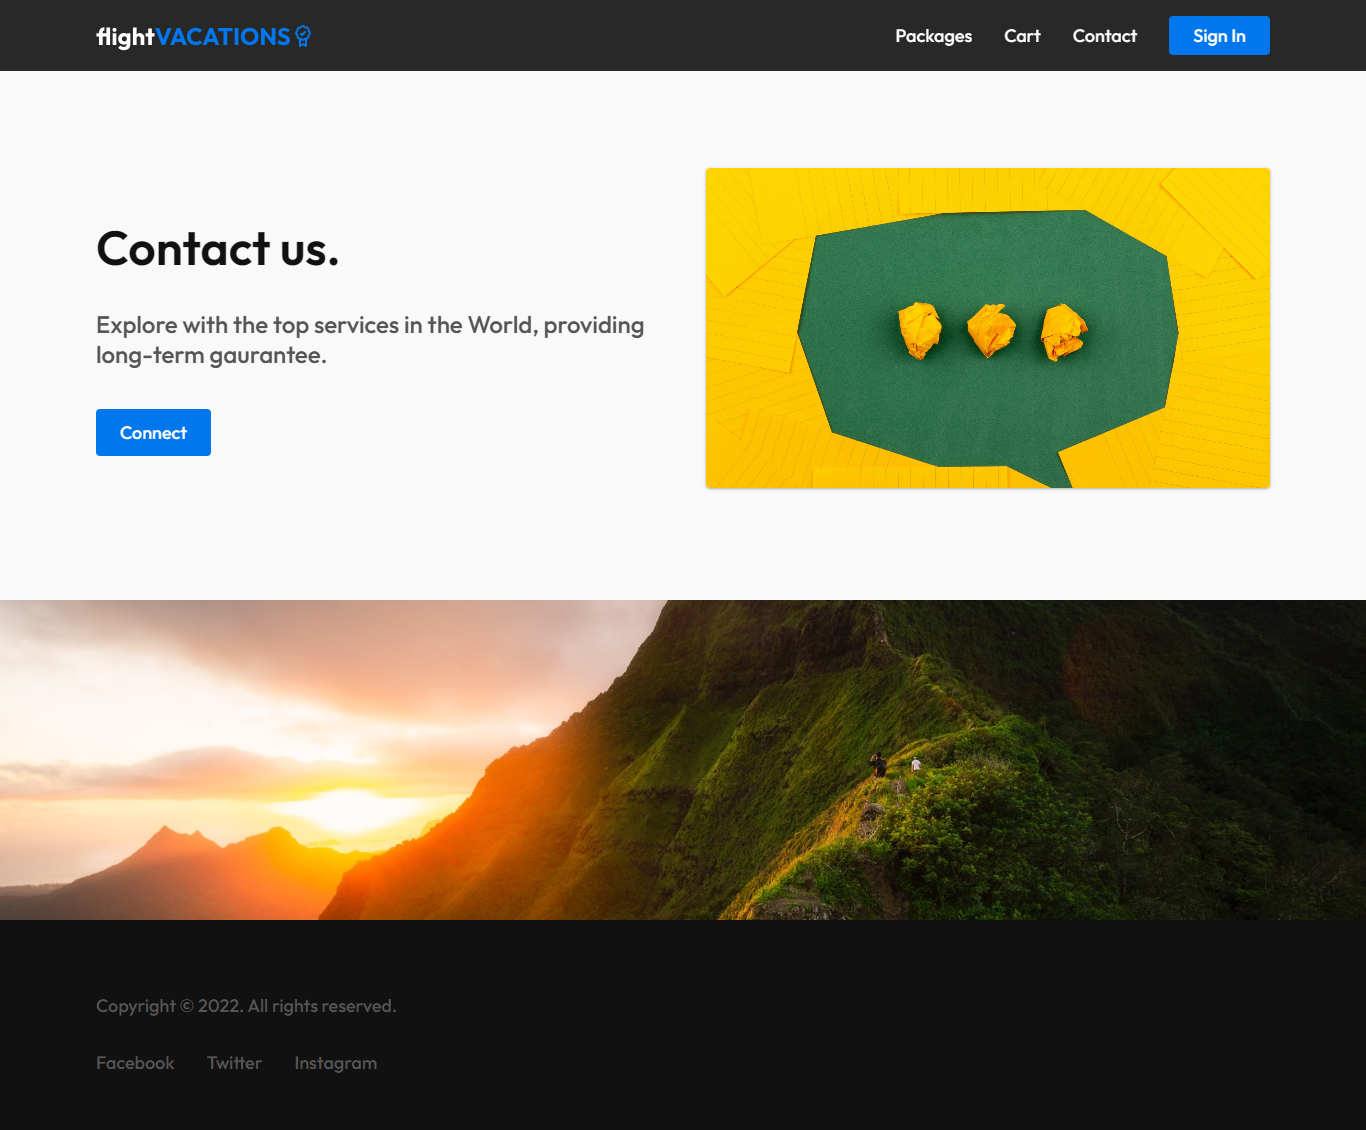 flightVACATIONS
Packages Cart Contact Sign In
Contact us.
Explore with the top services in the World, providing
long-term gaurantee.
Connect
Copyright © 2022. All rights reserved.
Facebook Twitter Instagram